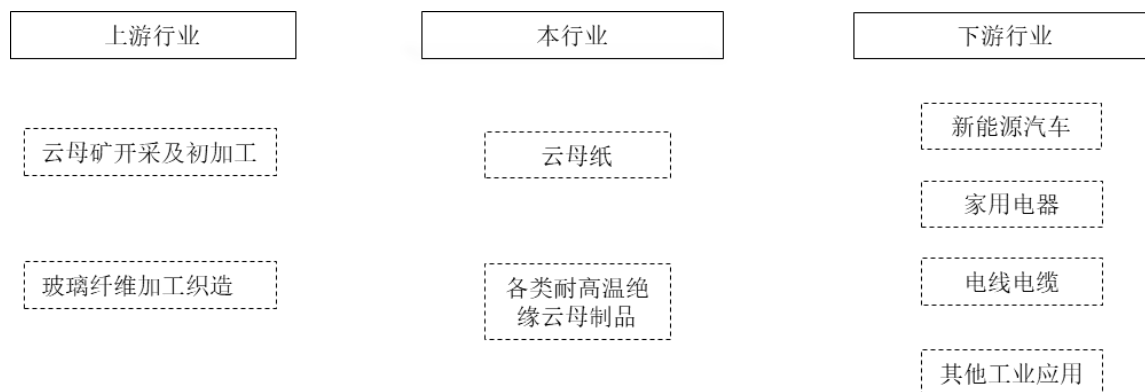 上游行业
本行业
下游行业
云母矿开采及初加工
玻璃纤维加工织造
云母纸
各类耐高温绝
缘云母制品
新能源汽车
家用电器
电线电缆
其他工业应用